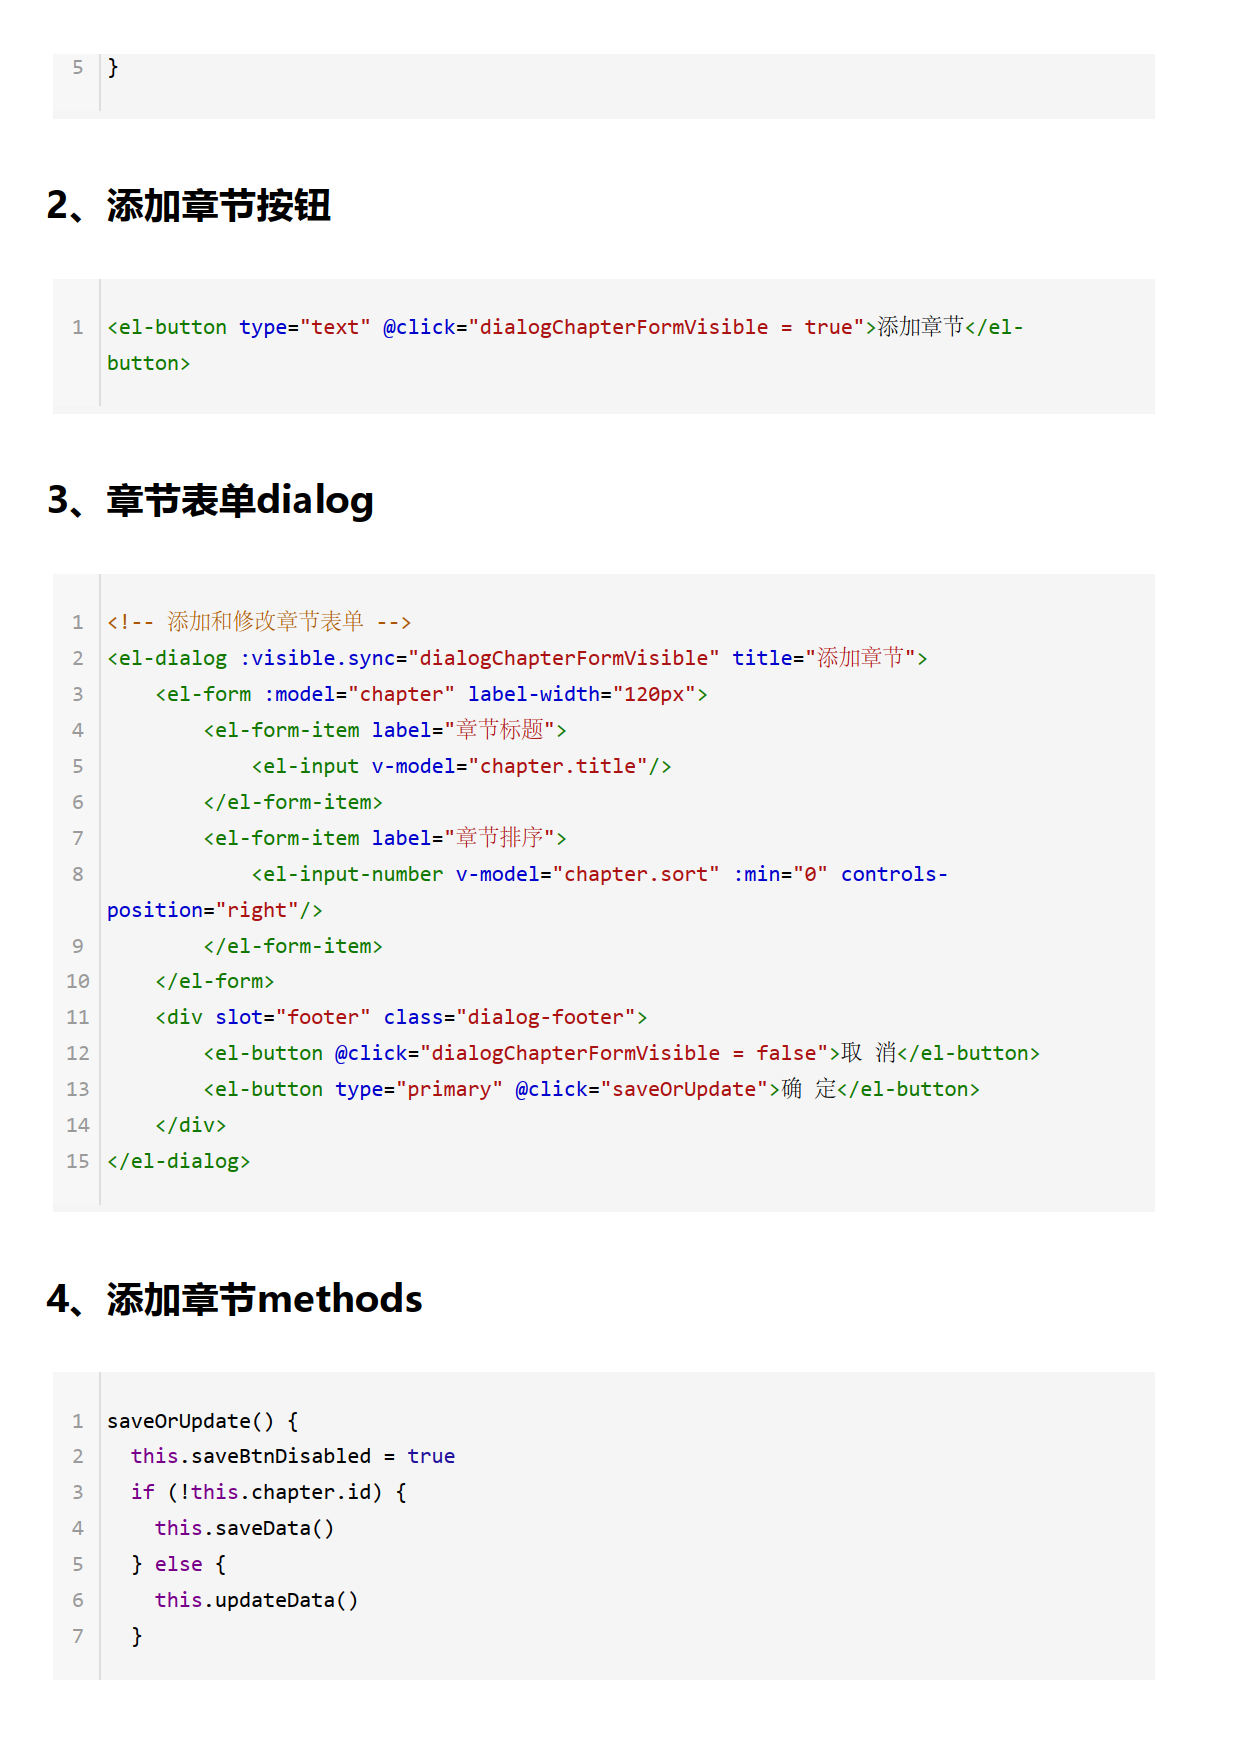 5 }
2、添加章节按钮
1 <el-button type="text" @click="dialogChapterFormVisible = true">添加章节</el-
button>
3、章节表单dialog
1 <!-- 添加和修改章节表单 -->
2 <el-dialog :visible.sync="dialogChapterFormVisible" title="添加章节">
3     <el-form :model="chapter" label-width="120px">
4         <el-form-item label="章节标题">
5             <el-input v-model="chapter.title"/>
6         </el-form-item>
7         <el-form-item label="章节排序">
8             <el-input-number v-model="chapter.sort" :min="0" controls-
position="right"/>
9         </el-form-item>
10     </el-form>
11     <div slot="footer" class="dialog-footer">
12         <el-button @click="dialogChapterFormVisible = false">取 消</el-button>
13         <el-button type="primary" @click="saveOrUpdate">确 定</el-button>
14     </div>
15 </el-dialog>
4、添加章节methods
1 saveOrUpdate() {
2   this.saveBtnDisabled = true
3   if (!this.chapter.id) {
4     this.saveData()
5   } else {
6     this.updateData()
7   }